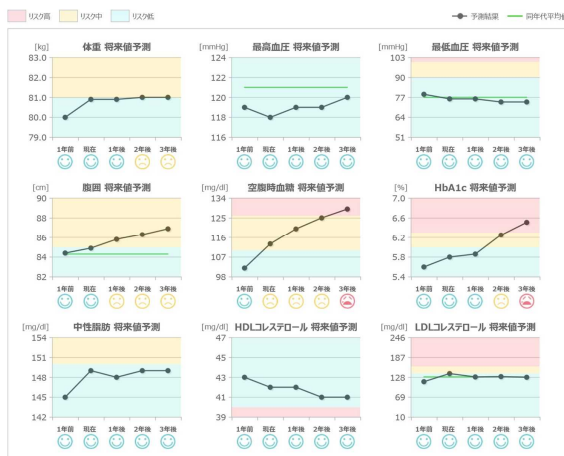 リスク高 リスク中 リスク低 予測結果 同年代平均値
[kg] 体重 将来値予測
83.0
82.0
81.0
80.0
79.0
1年前 現在 1年後 2年後 3年後
[mmHg] 最高血圧 将来値予測
124
122
120
118
116
1年前 現在 1年後 2年後 3年後
[mmHg] 最低血圧 将来値予測
103
90
77
64
51
1年前 現在 1年後 2年後 3年後
[cm] 腹囲 将来値予測
90
88
86
84
82
1年前 現在 1年後 2年後 3年後
[mg/dl] 空腹時血糖 将来値予測
134
125
116
107
98
1年前 現在 1年後 2年後 3年後
[%] HbA1c 将来値予測
7.0
6.6
6.2
5.8
5.4
1年前 現在 1年後 2年後 3年後
[mg/dl] 中性脂肪 将来値予測
154
151
148
145
142
1年前 現在 1年後 2年後 3年後
[mg/dl] HDLコレステロール 将来値予測
47
45
43
41
39
1年前 現在 1年後 2年後 3年後
[mg/dl] LDLコレステロール 将来値予測
246
187
128
69
10
1年前 現在 1年後 2年後 3年後